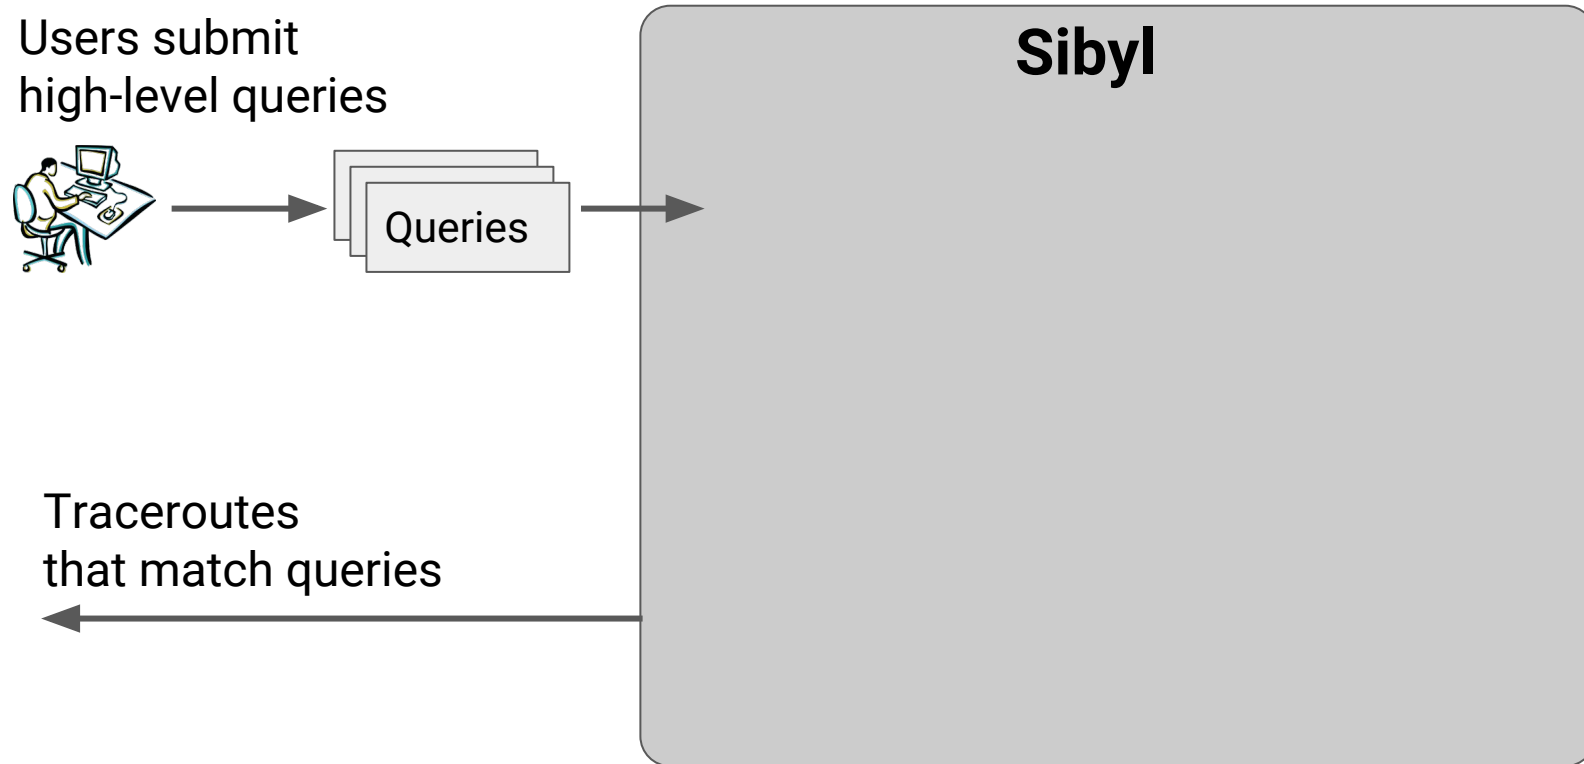 Users submit
high-level queries
Sibyl
Queries
Traceroutes
that match queries